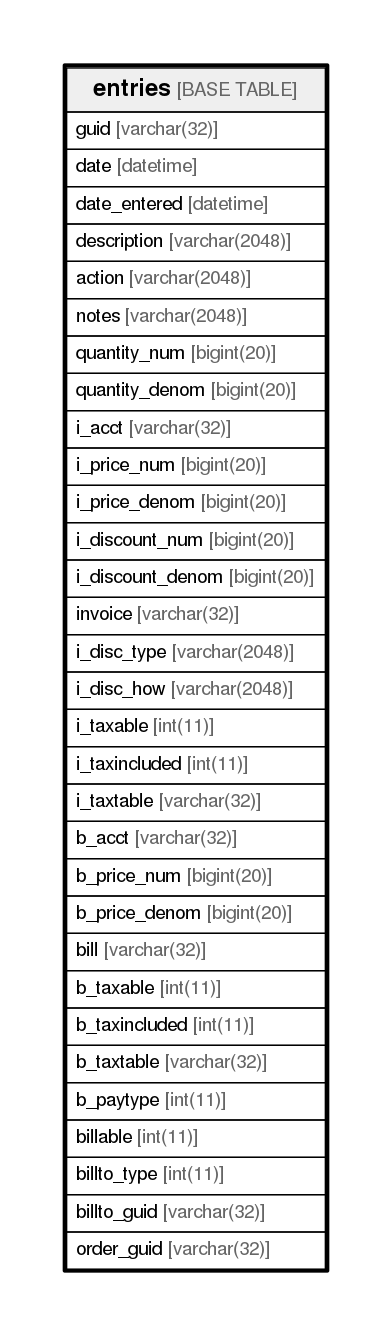 entries [BASE TABLE]
guid [varchar(32)]
date [datetime]
date_entered [datetime]
description [varchar(2048)]
action [varchar(2048)]
notes [varchar(2048)]
quantity_num [bigint(20)]
quantity_denom [bigint(20)]
i_acct [varchar(32)]
i_price_num [bigint(20)]
i_price_denom [bigint(20)]
i_discount_num [bigint(20)]
i_discount_denom [bigint(20)]
invoice [varchar(32)]
i_disc_type [varchar(2048)]
i_disc_how [varchar(2048)]
i_taxable [int(11)]
i_taxincluded [int(11)]
i_taxtable [varchar(32)]
b_acct [varchar(32)]
b_price_num [bigint(20)]
b_price_denom [bigint(20)]
bill [varchar(32)]
b_taxable [int(11)]
b_taxincluded [int(11)]
b_taxtable [varchar(32)]
b_paytype [int(11)]
billable [int(11)]
billto_type [int(11)]
billto_guid [varchar(32)]
order_guid [varchar(32)]